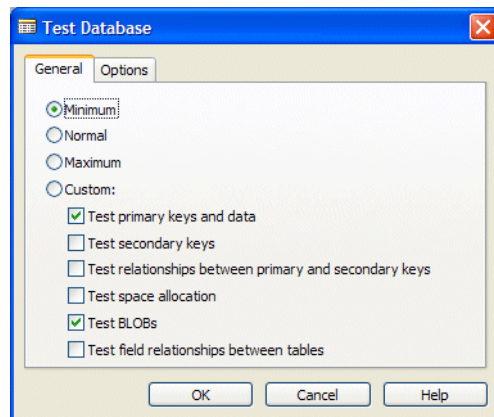 Test Database
General Options
Minimum
Normal
Maximum
Custom:
Test primary keys and data
Test secondary keys
Test relationships between primary and secondary keys
Test space allocation
Test BLOBs
Test field relationships between tables
OK Cancel Help